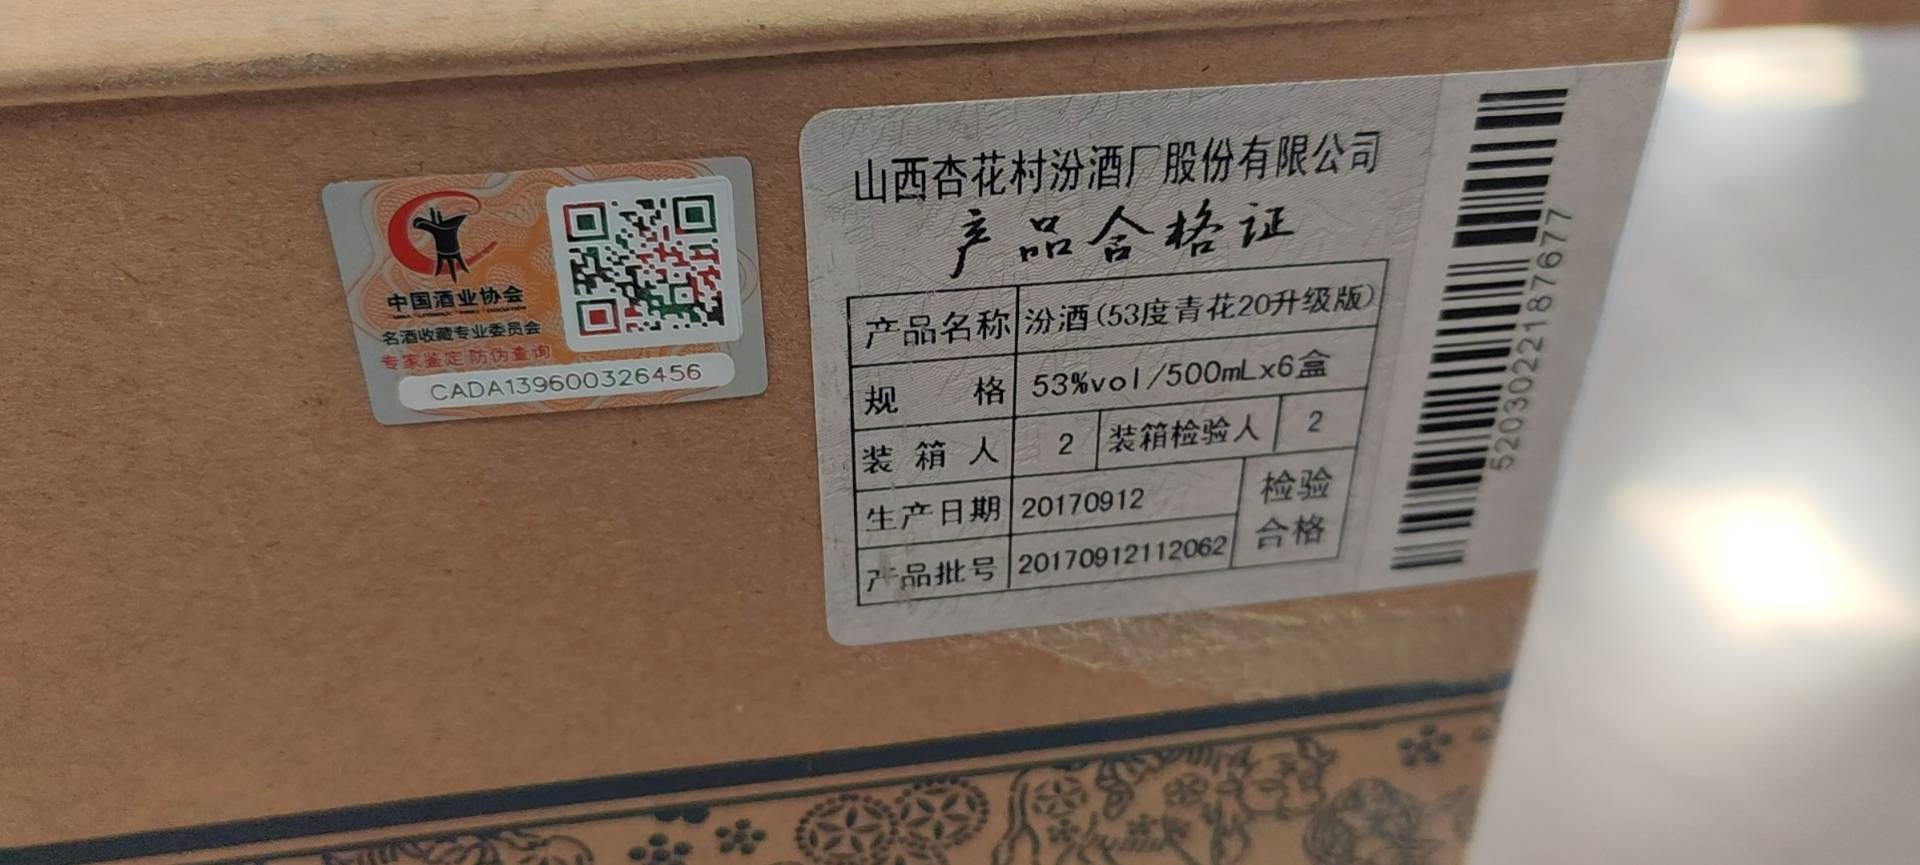 中国酒业协会
名酒收藏专业委员会
专家鉴定 防伪查询
CADA139600326456
山西杏花村汾酒厂股份有限公司
产品合格证
产品名称 汾酒(53度青花20升级版)
规 格 53%vol/500mLx6盒
装 箱 人 2 装箱检验人 2
生产日期 20170912
产品批号 20170912112062
检验
合格
5203022187677